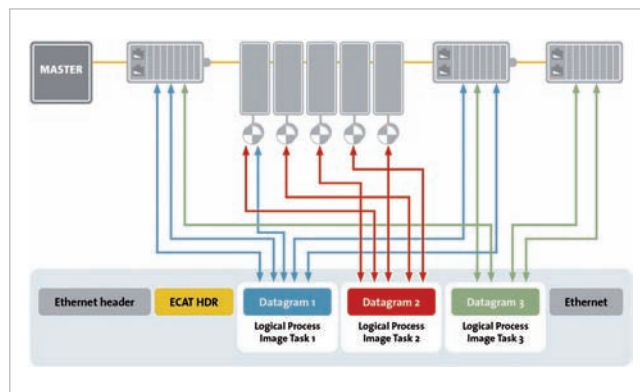 MASTER
Ethernet header
ECAT HDR
Datagram 1
Logical Process
Image Task 1
Datagram 2
Logical Process
Image Task 2
Datagram 3
Logical Process
Image Task 3
Ethernet